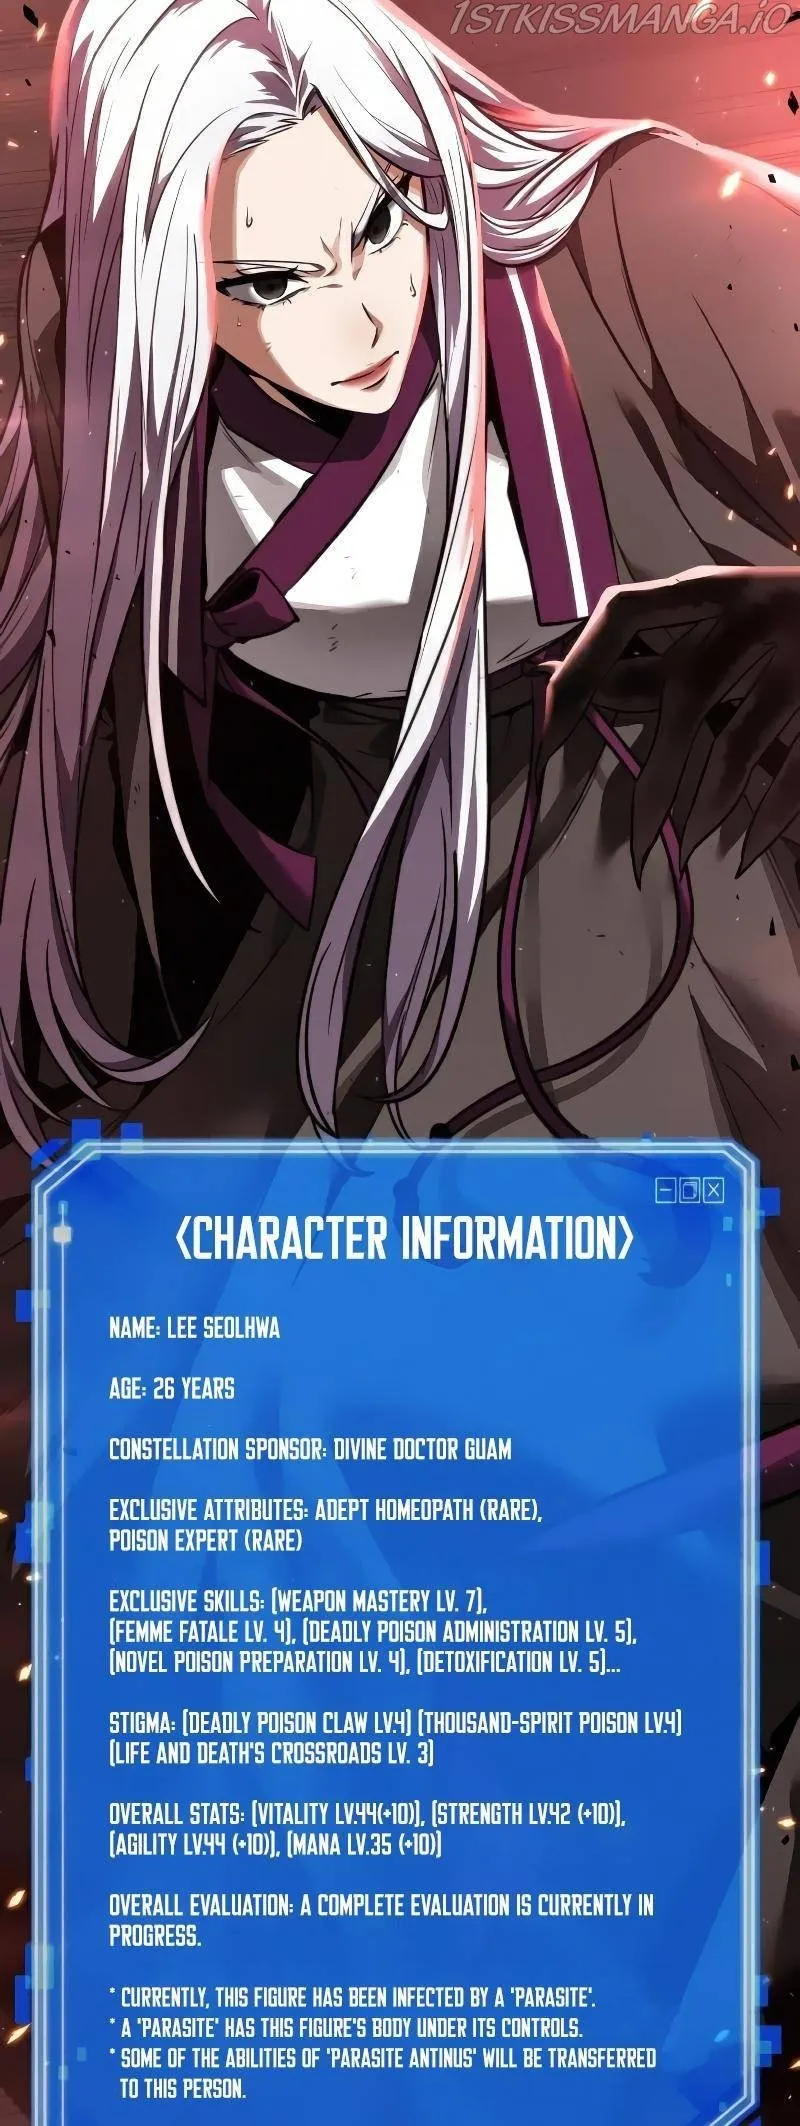 1STKISSMANGA.IO
<CHARACTER INFORMATION>
NAME: LEE SEOLHWA
AGE: 26 YEARS
CONSTELLATION SPONSOR: DIVINE DOCTOR GUAM
EXCLUSIVE ATTRIBUTES: ADEPT HOMEOPATH (RARE),
POISON EXPERT (RARE)
EXCLUSIVE SKILLS: [WEAPON MASTERY LV. 7],
[FEMME FATALE LV. 4], [DEADLY POISON ADMINISTRATION LV. 5],
[NOVEL POISON PREPARATION LV. 4], [DETOXIFICATION LV. 5]...
STIGMA: [DEADLY POISON CLAW LV.4] [THOUSAND-SPIRIT POISON LV.4]
[LIFE AND DEATH'S CROSSROADS LV. 3]
OVERALL STATS: [VITALITY LV.44(+10)], [STRENGTH LV.42 (+10)],
[AGILITY LV.44 (+10)], [MANA LV.35 (+10)]
OVERALL EVALUATION: A COMPLETE EVALUATION IS CURRENTLY IN
PROGRESS.
* CURRENTLY, THIS FIGURE HAS BEEN INFECTED BY A 'PARASITE'.
* A 'PARASITE' HAS THIS FIGURE'S BODY UNDER ITS CONTROLS.
* SOME OF THE ABILITIES OF 'PARASITE ANTINUS' WILL BE TRANSFERRED
TO THIS PERSON.